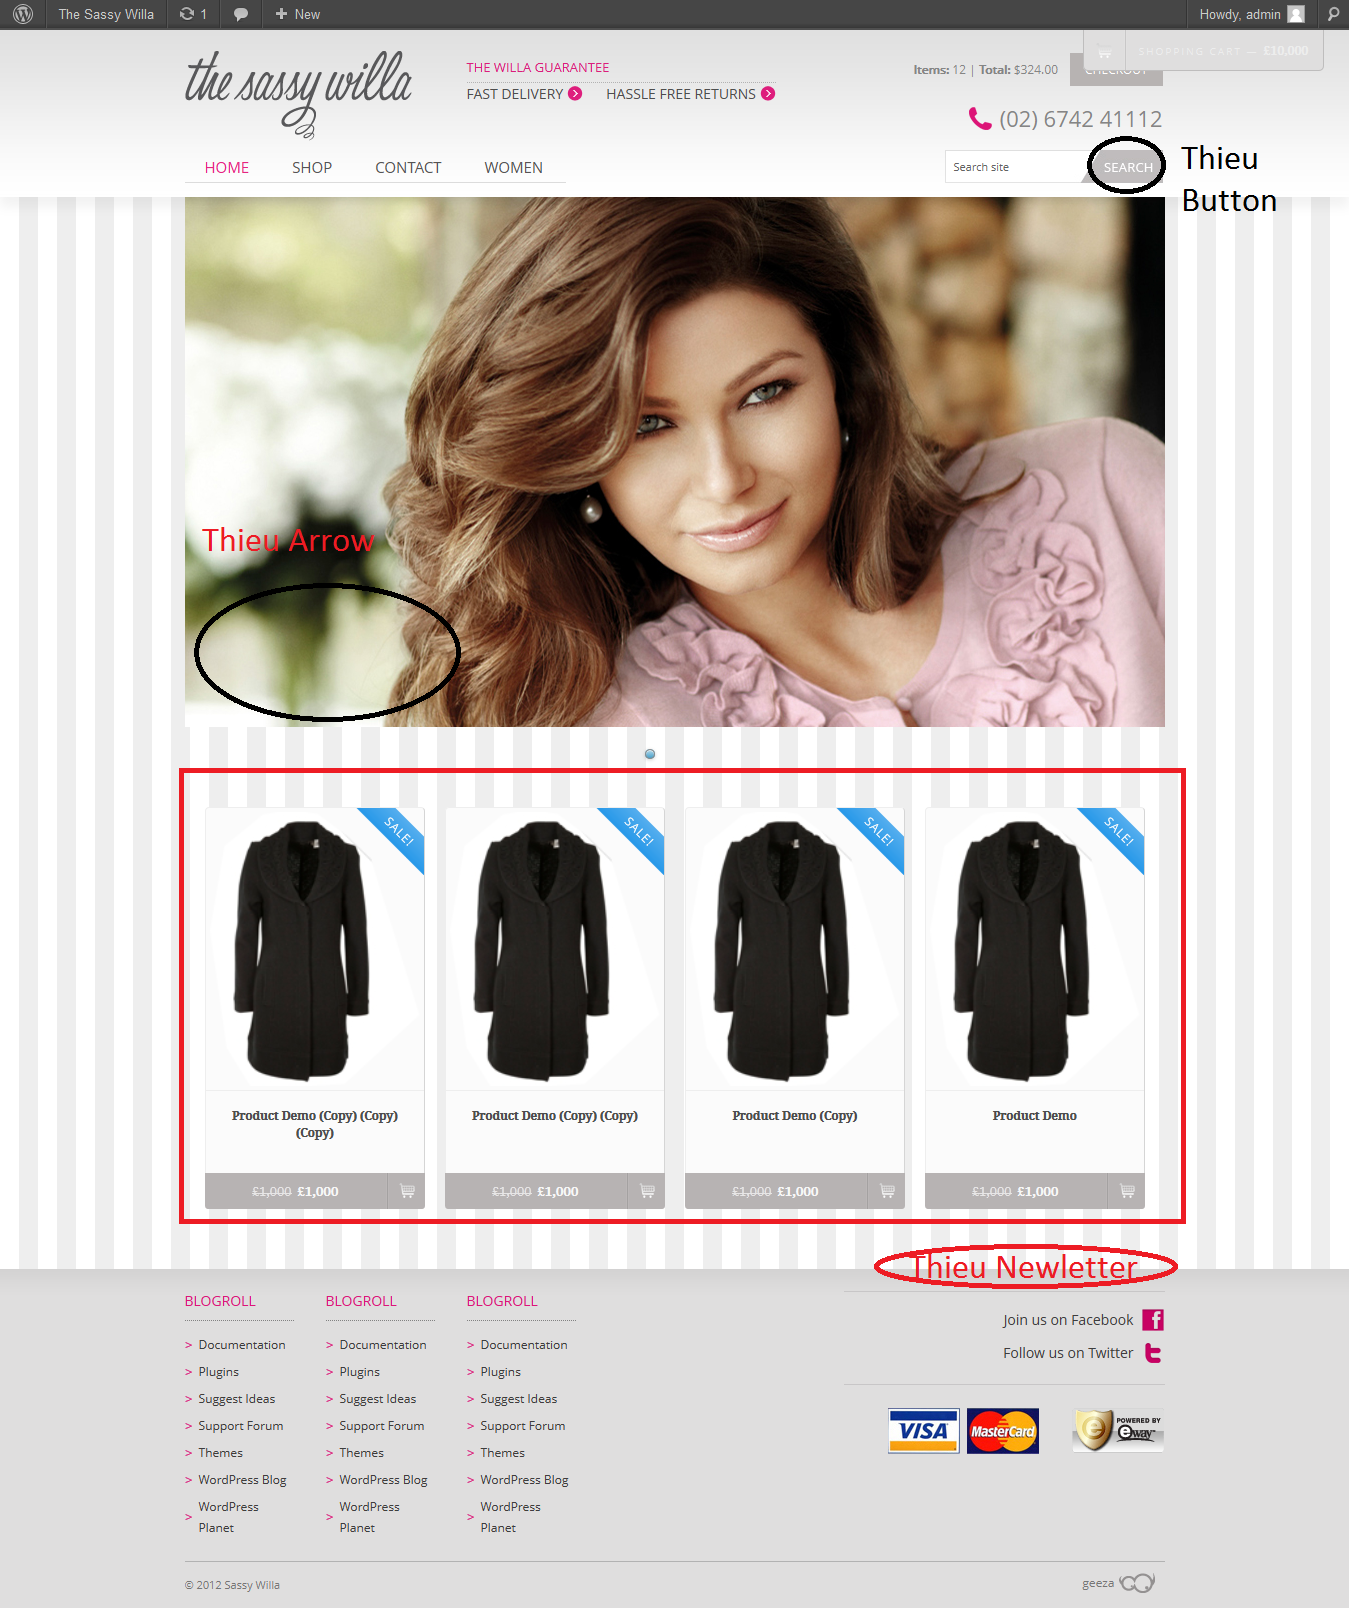 The Sassy Willa
1
New
Howdy, admin
the sassy willa
THE WILLA GUARANTEE
FAST DELIVERY
HASSLE FREE RETURNS
Items: 12 | Total: $324.00
CHECKOUT
SHOPPING CART — £10,000
(02) 6742 41112
HOME
SHOP
CONTACT
WOMEN
Search site
SEARCH
Thieu
Button
Thieu Arrow
SALE!
SALE!
SALE!
SALE!
Product Demo (Copy) (Copy)
(Copy)
Product Demo (Copy) (Copy)
Product Demo (Copy)
Product Demo
£1,000 £1,000
£1,000 £1,000
£1,000 £1,000
£1,000 £1,000
Thieu Newletter
BLOGROLL
> Documentation
> Plugins
> Suggest Ideas
> Support Forum
> Themes
> WordPress Blog
> WordPress
Planet
BLOGROLL
> Documentation
> Plugins
> Suggest Ideas
> Support Forum
> Themes
> WordPress Blog
> WordPress
Planet
BLOGROLL
> Documentation
> Plugins
> Suggest Ideas
> Support Forum
> Themes
> WordPress Blog
> WordPress
Planet
Join us on Facebook
Follow us on Twitter
VISA
MasterCard
POWERED BY
eway
© 2012 Sassy Willa
geeza